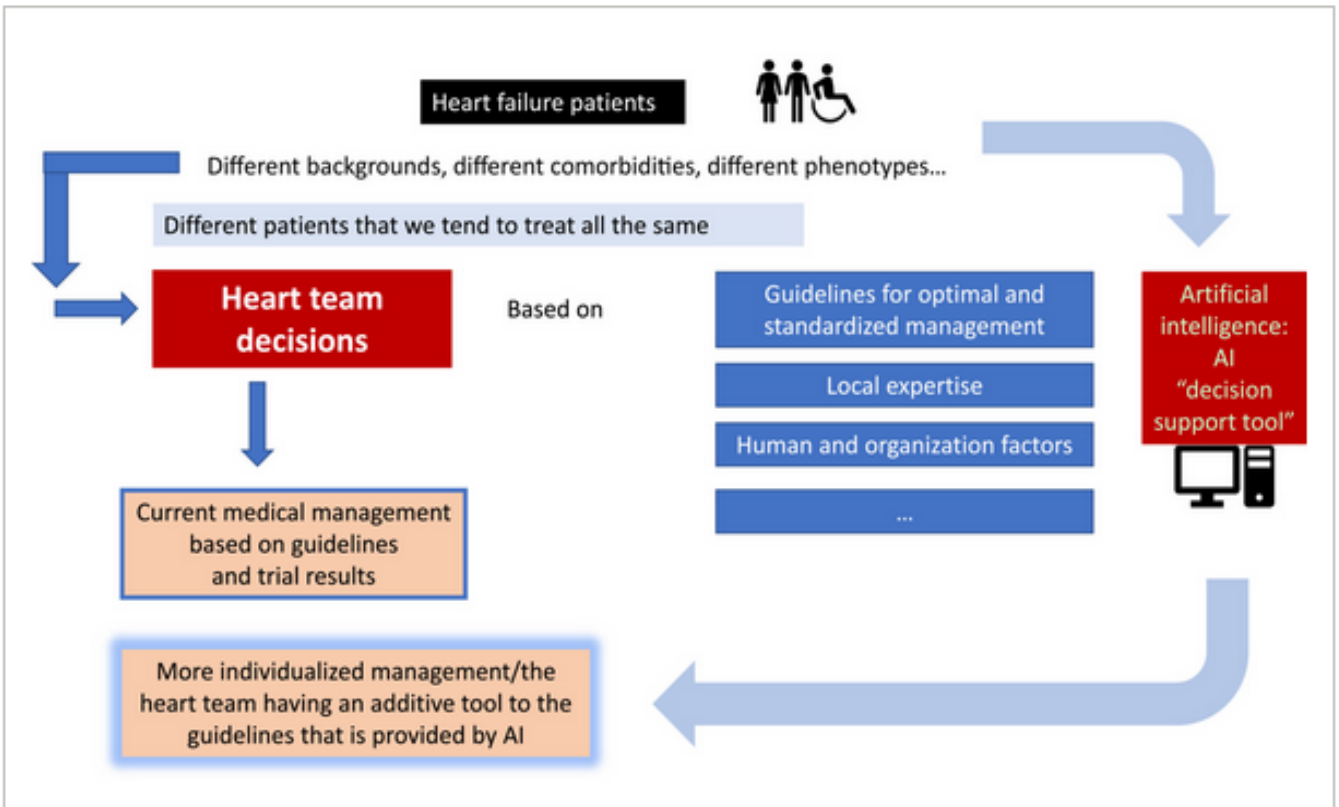 Heart failure patients
Different backgrounds, different comorbidities, different phenotypes…
Different patients that we tend to treat all the same
Heart team
decisions
Based on
Guidelines for optimal and
standardized management
Local expertise
Human and organization factors
…
Artificial
intelligence:
AI
“decision
support tool”
Current medical management
based on guidelines
and trial results
More individualized management/the
heart team having an additive tool to the
guidelines that is provided by AI